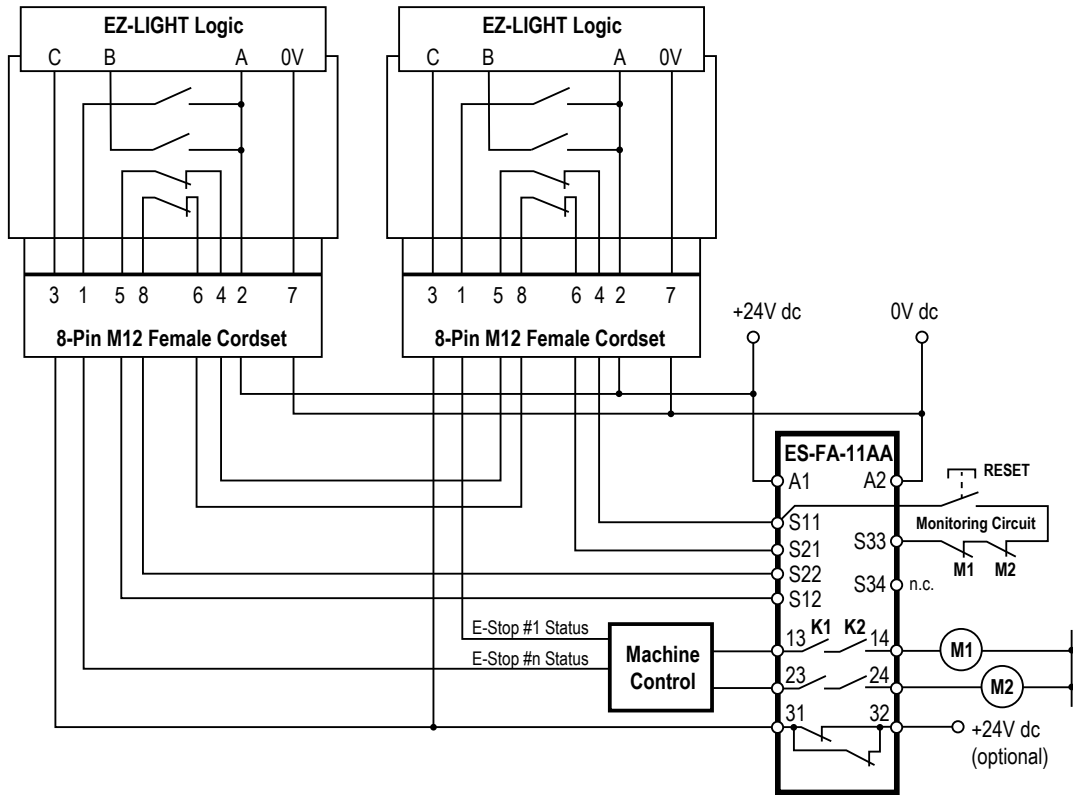 EZ-LIGHT Logic
C B A 0V
3 1 5 8 6 4 2 7
8-Pin M12 Female Cordset
EZ-LIGHT Logic
C B A 0V
3 1 5 8 6 4 2 7
8-Pin M12 Female Cordset
+24V dc
0V dc
ES-FA-11AA
A1 A2
RESET
S11
Monitoring Circuit
S21 S33
M1 M2
S22
S34 n.c.
S12
E-Stop #1 Status
E-Stop #n Status
Machine
Control
13 K1 K2 14
M1
23 24
M2
31 32
+24V dc
(optional)